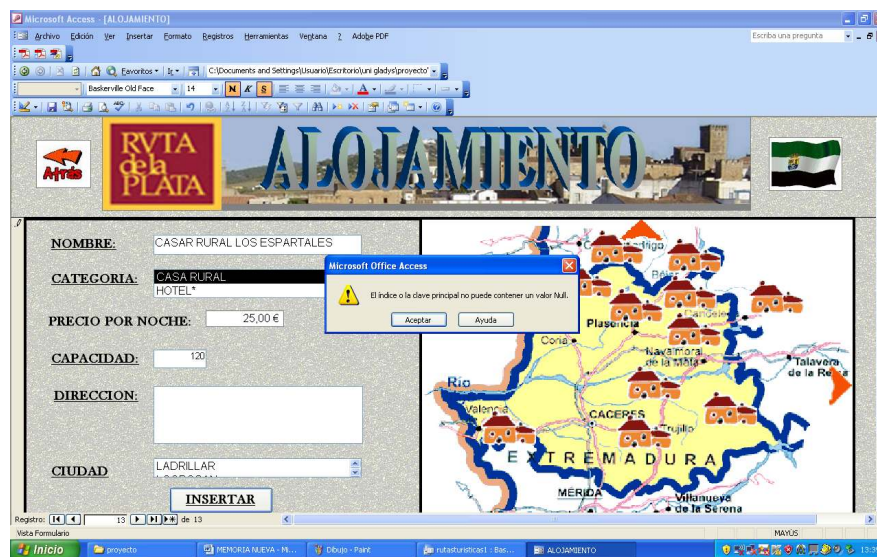 Microsoft Access - [ALOJAMIENTO]
Archivo Edición Ver Insertar Formato Registros Herramientas Ventana ? Adobe PDF
Escriba una pregunta
Favoritos Ir C:\Documents and Settings\Usuario\Escritorio\uni gladys\proyecto'
Baskerville Old Face 14 N K S
Atrás
RVTA
de la
PLATA
ALOJAMIENTO
NOMBRE: CASAR RURAL LOS ESPARTALES
CATEGORIA: CASA RURAL
HOTEL*
PRECIO POR NOCHE: 25,00 €
CAPACIDAD: 120
DIRECCION:
CIUDAD LADRILLAR
INSERTAR
Microsoft Office Access
El índice o la clave principal no puede contener un valor Null.
Aceptar Ayuda
Plasencia
Coria
Navalmoral
de la Mata
Talavera
de la Reina
Rio
Valencia
CACERES
Trujillo
EXTREMADURA
MERIDA
Villanueva
de la Serena
Registro: 13 de 13
Vista Formulario
MAYÚS
Inicio proyecto MEMORIA NUEVA - Mi... Dibujo - Paint rutasturisticas1 : Bas... ALOJAMIENTO